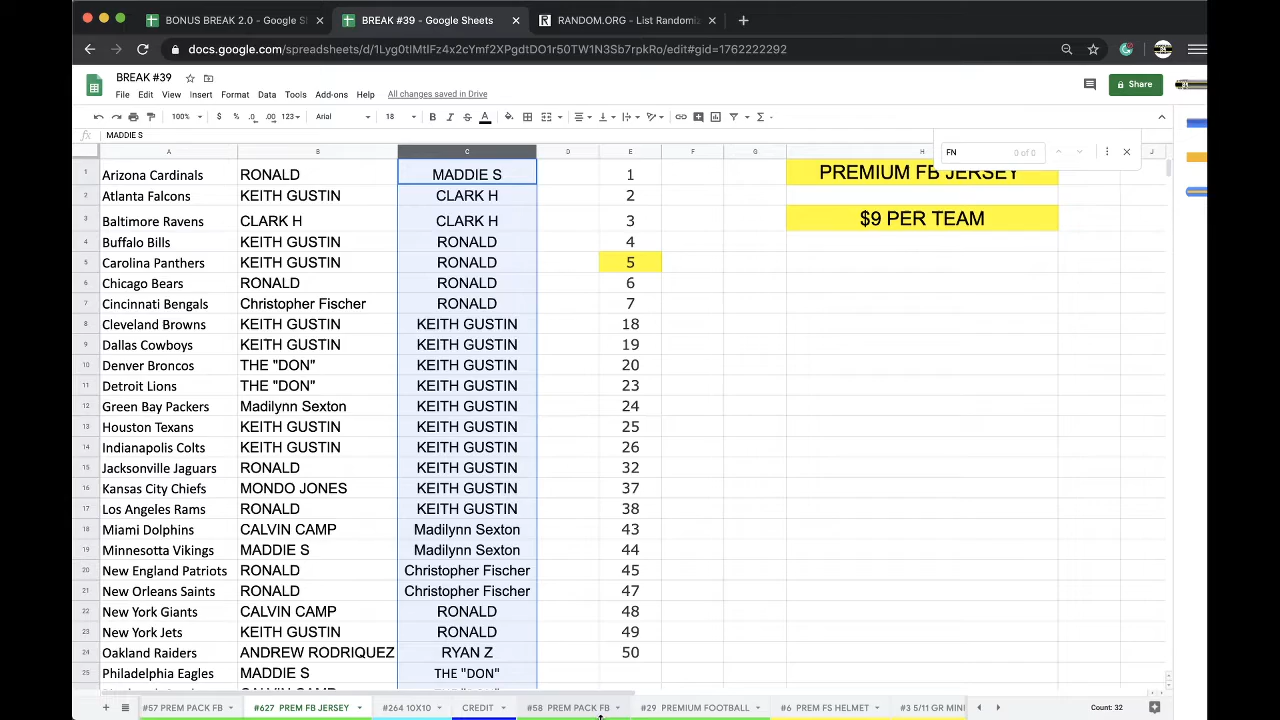 BONUS BREAK 2.0 - Google S
BREAK #39 - Google Sheets
RANDOM.ORG - List Randomiz
docs.google.com/spreadsheets/d/1Lyg0tIMtIFz4x2cYmf2XPgdtDO1r50TW1N3Sb7rpkRo/edit#gid=1762222292
BREAK #39
File Edit View Insert Format Data Tools Add-ons Help All changes saved in Drive
Share
100% $ % .0 .00 123 Arial 18 B I S A
fx MADDIE S
FN 0 of 0
A B C D E F G H J
1 Arizona Cardinals RONALD MADDIE S 1 PREMIUM FB JERSEY
2 Atlanta Falcons KEITH GUSTIN CLARK H 2
3 Baltimore Ravens CLARK H CLARK H 3 $9 PER TEAM
4 Buffalo Bills KEITH GUSTIN RONALD 4
5 Carolina Panthers KEITH GUSTIN RONALD 5
6 Chicago Bears RONALD RONALD 6
7 Cincinnati Bengals Christopher Fischer RONALD 7
8 Cleveland Browns KEITH GUSTIN KEITH GUSTIN 18
9 Dallas Cowboys KEITH GUSTIN KEITH GUSTIN 19
10 Denver Broncos THE "DON" KEITH GUSTIN 20
11 Detroit Lions THE "DON" KEITH GUSTIN 23
12 Green Bay Packers Madilynn Sexton KEITH GUSTIN 24
13 Houston Texans KEITH GUSTIN KEITH GUSTIN 25
14 Indianapolis Colts KEITH GUSTIN KEITH GUSTIN 26
15 Jacksonville Jaguars RONALD KEITH GUSTIN 32
16 Kansas City Chiefs MONDO JONES KEITH GUSTIN 37
17 Los Angeles Rams RONALD KEITH GUSTIN 38
18 Miami Dolphins CALVIN CAMP Madilynn Sexton 43
19 Minnesotta Vikings MADDIE S Madilynn Sexton 44
20 New England Patriots RONALD Christopher Fischer 45
21 New Orleans Saints RONALD Christopher Fischer 47
22 New York Giants CALVIN CAMP RONALD 48
23 New York Jets KEITH GUSTIN RONALD 49
24 Oakland Raiders ANDREW RODRIQUEZ RYAN Z 50
25 Philadelphia Eagles MADDIE S THE "DON"
#57 PREM PACK FB #627 PREM FB JERSEY #264 10X10 CREDIT #58 PREM PACK FB #29 PREMIUM FOOTBALL #6 PREM FS HELMET #3 5/11 GR MINI Count: 32